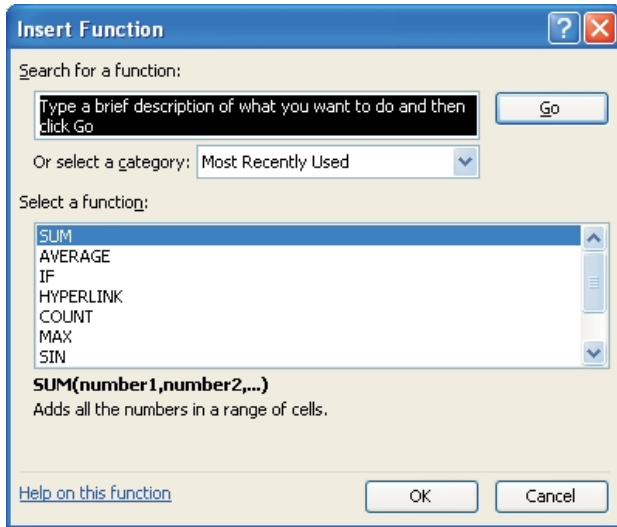 Insert Function
Search for a function:
Type a brief description of what you want to do and then
click Go
Go
Or select a category: Most Recently Used
Select a function:
SUM
AVERAGE
IF
HYPERLINK
COUNT
MAX
SIN
SUM(number1,number2,...)
Adds all the numbers in a range of cells.
Help on this function OK Cancel